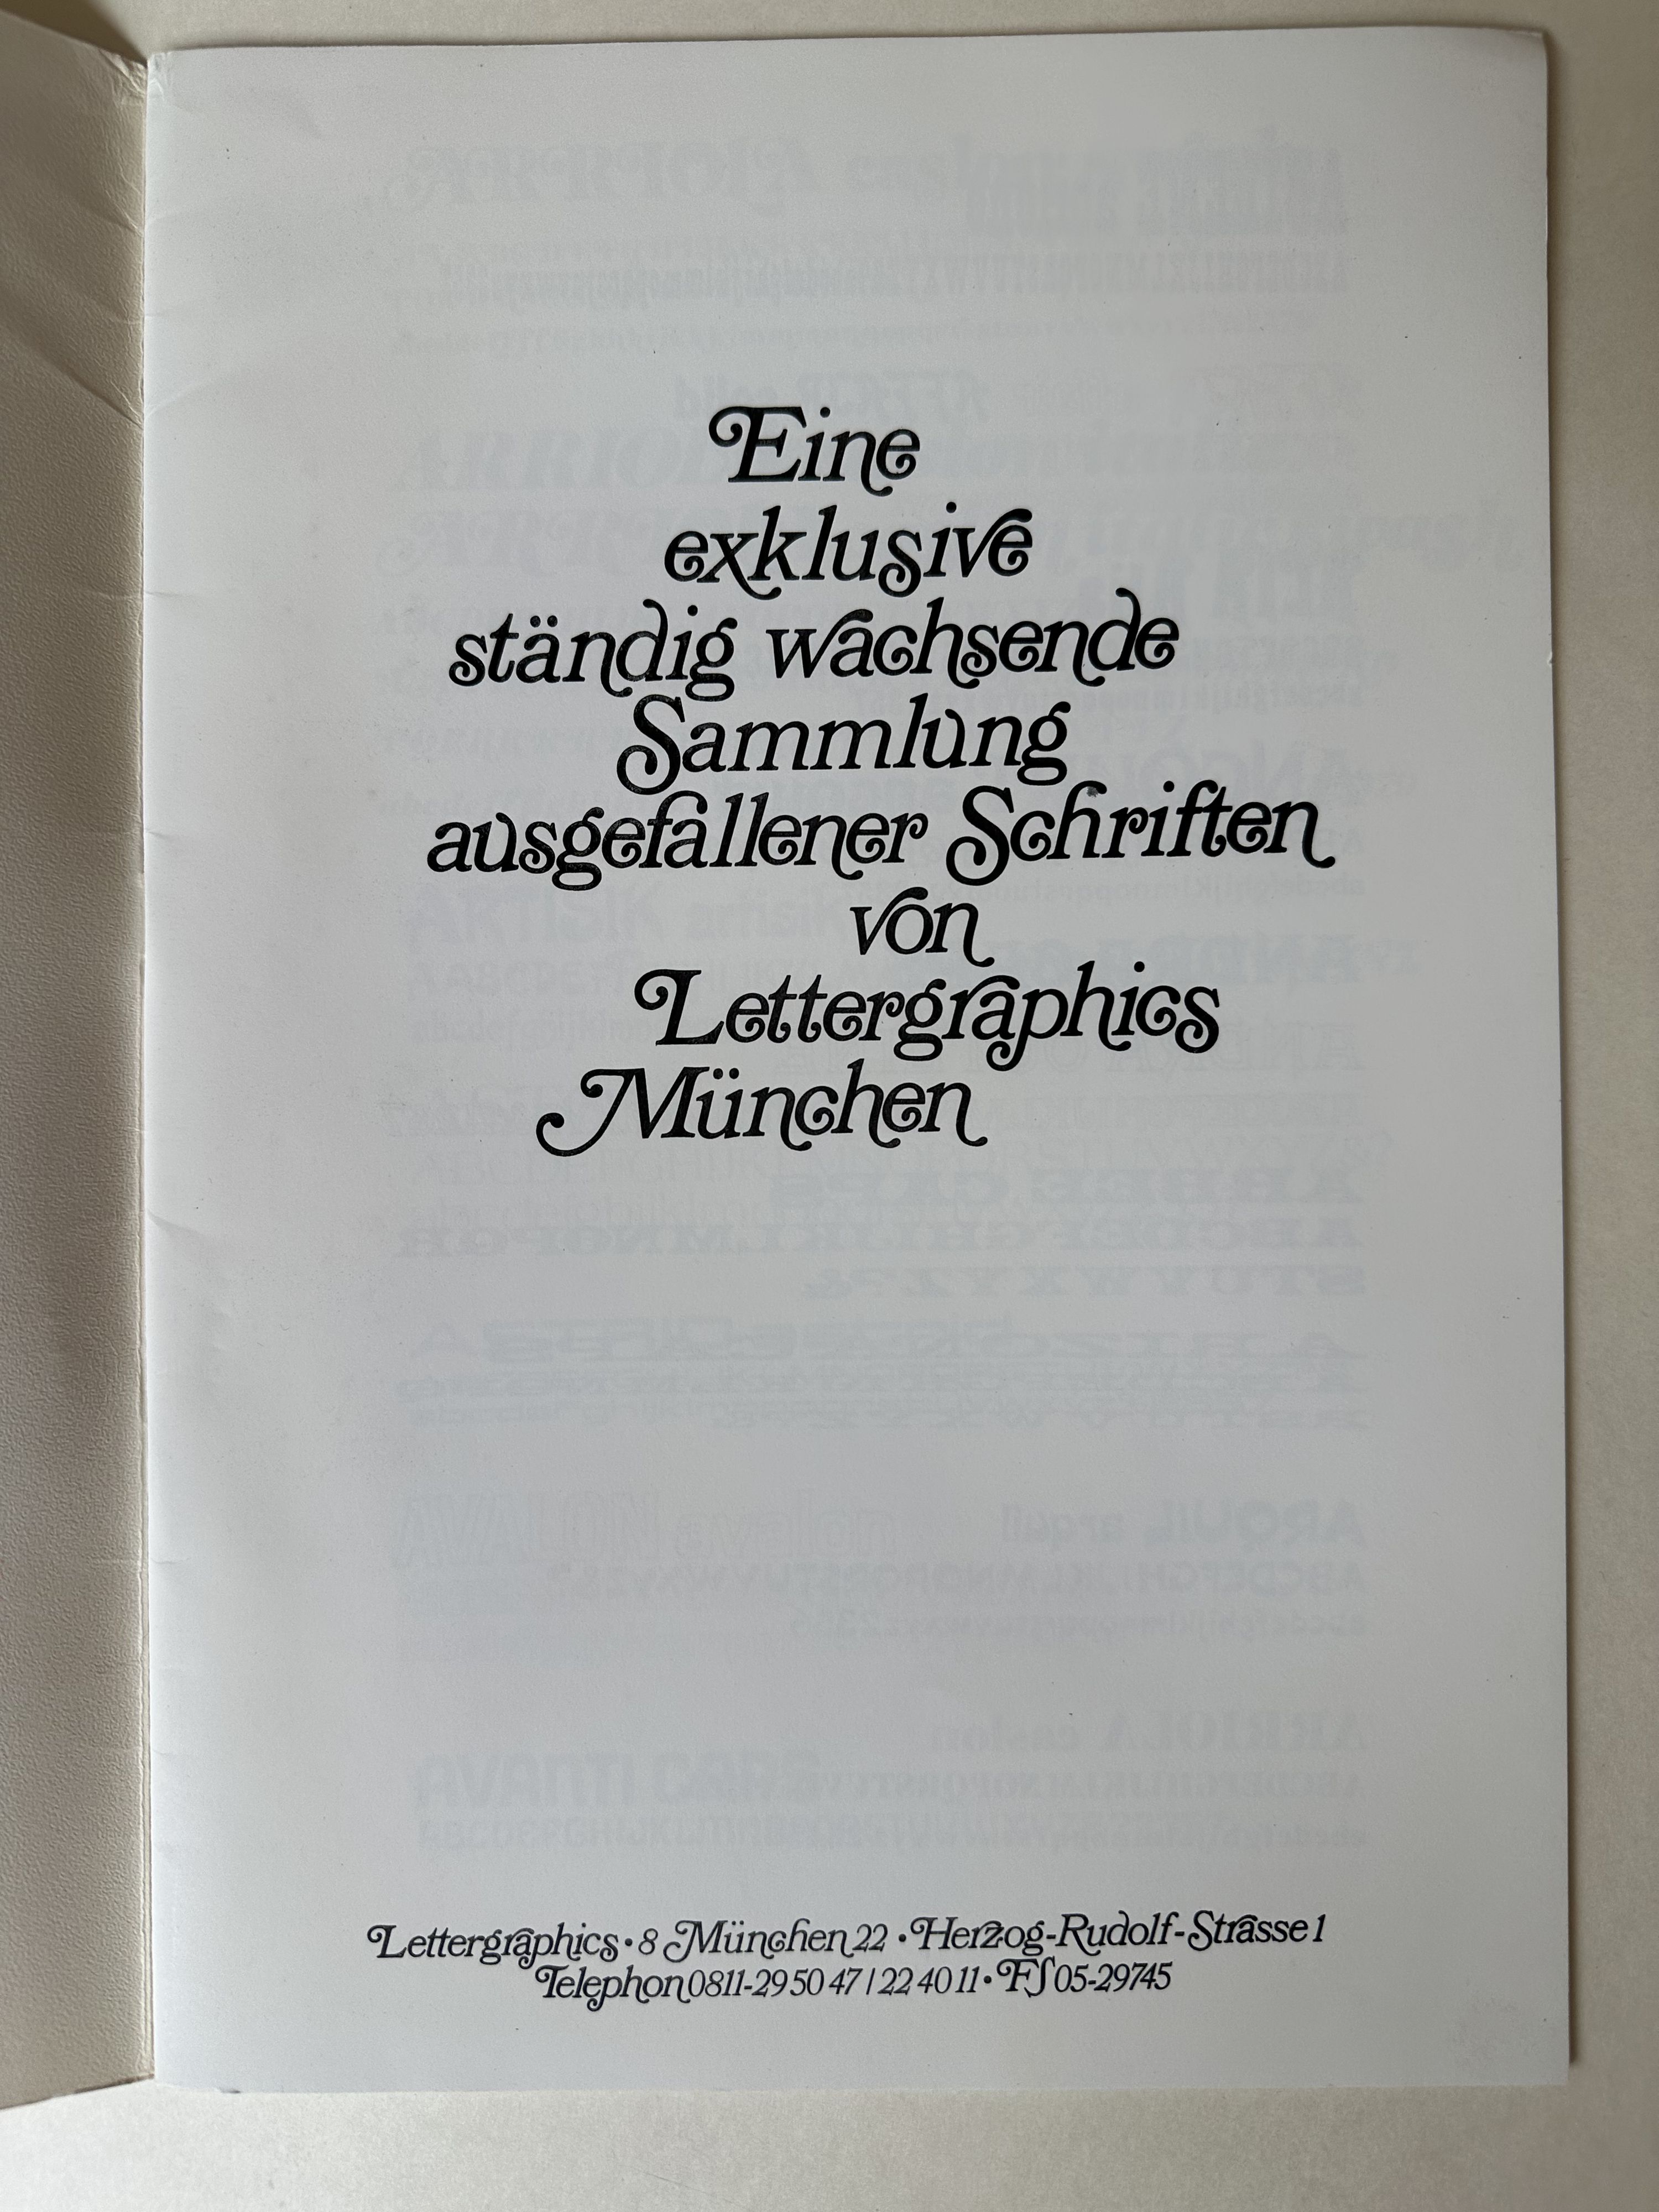 Eine
exklusive
ständig wachsende
Sammlung
ausgefallener Schriften
von
Lettergraphics
München
Lettergraphics · 8 München 22 · Herzog-Rudolf-Strasse 1
Telephon 0811-29 50 47 / 22 40 11 · FS 05-29745